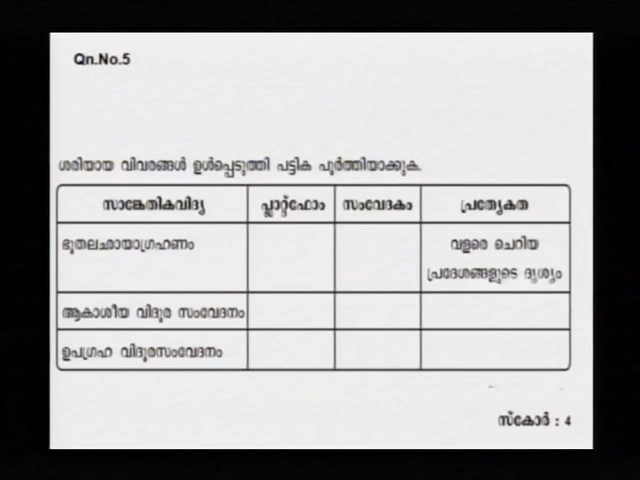 Qn.No.5
ശരിയായ വിവരങ്ങൾ ഉൾപ്പെടുത്തി പട്ടിക പൂർത്തിയാക്കുക.
സാങ്കേതികവിദ്യ പ്ലാറ്റ്ഫോം സംവേദകം പ്രത്യേകത
ഭൂതലഛായാഗ്രഹണം വളരെ ചെറിയ
പ്രദേശങ്ങളുടെ ദൃശ്യം
ആകാശീയ വിദൂര സംവേദനം
ഉപഗ്രഹ വിദൂരസംവേദനം
സ്കോർ : 4